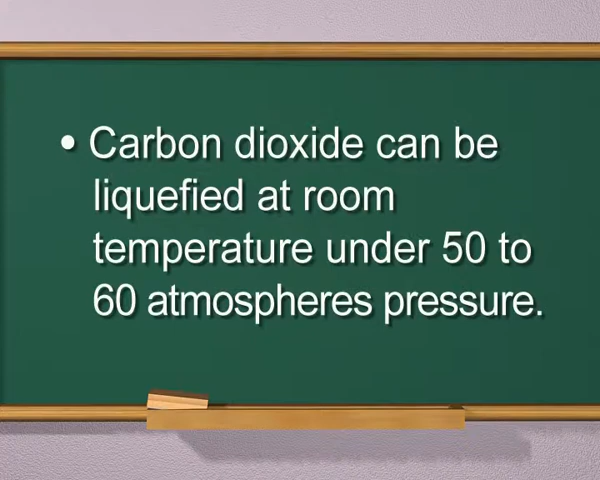 • Carbon dioxide can be
liquefied at room
temperature under 50 to
60 atmospheres pressure.